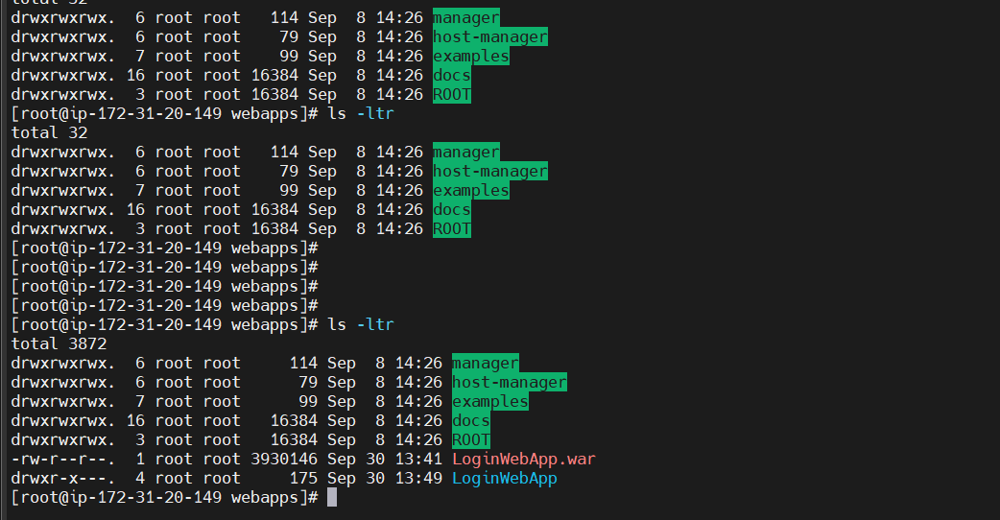 total 32
drwxrwxrwx.  6 root root   114 Sep  8 14:26 manager
drwxrwxrwx.  6 root root    79 Sep  8 14:26 host-manager
drwxrwxrwx.  7 root root    99 Sep  8 14:26 examples
drwxrwxrwx. 16 root root 16384 Sep  8 14:26 docs
drwxrwxrwx.  3 root root 16384 Sep  8 14:26 ROOT
[root@ip-172-31-20-149 webapps]# ls -ltr
total 32
drwxrwxrwx.  6 root root   114 Sep  8 14:26 manager
drwxrwxrwx.  6 root root    79 Sep  8 14:26 host-manager
drwxrwxrwx.  7 root root    99 Sep  8 14:26 examples
drwxrwxrwx. 16 root root 16384 Sep  8 14:26 docs
drwxrwxrwx.  3 root root 16384 Sep  8 14:26 ROOT
[root@ip-172-31-20-149 webapps]#
[root@ip-172-31-20-149 webapps]#
[root@ip-172-31-20-149 webapps]#
[root@ip-172-31-20-149 webapps]#
[root@ip-172-31-20-149 webapps]# ls -ltr
total 3872
drwxrwxrwx.  6 root root     114 Sep  8 14:26 manager
drwxrwxrwx.  6 root root      79 Sep  8 14:26 host-manager
drwxrwxrwx.  7 root root      99 Sep  8 14:26 examples
drwxrwxrwx. 16 root root   16384 Sep  8 14:26 docs
drwxrwxrwx.  3 root root   16384 Sep  8 14:26 ROOT
-rw-r--r--.  1 root root 3930146 Sep 30 13:41 LoginWebApp.war
drwxr-x---.  4 root root     175 Sep 30 13:49 LoginWebApp
[root@ip-172-31-20-149 webapps]#